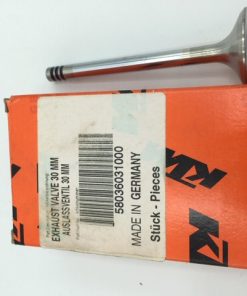 EXHAUST VALVE 30 MM
AUSLASSVENTIL 30 MM
58036031000
MADE IN GERMANY
Stück - Pieces
KTM